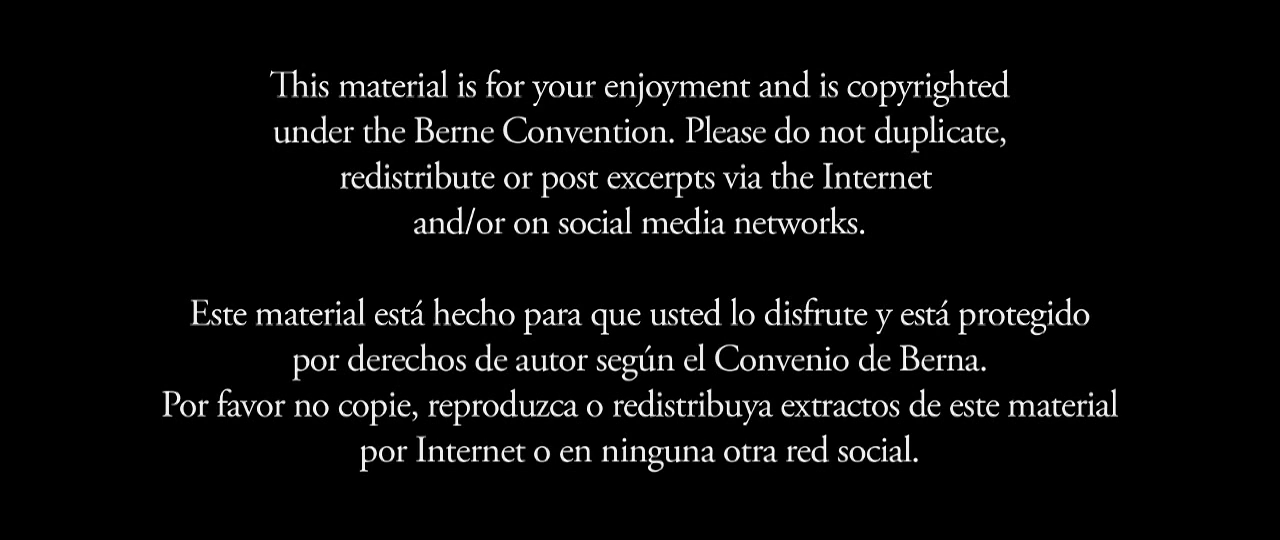 This material is for your enjoyment and is copyrighted
under the Berne Convention. Please do not duplicate,
redistribute or post excerpts via the Internet
and/or on social media networks.
Este material está hecho para que usted lo disfrute y está protegido
por derechos de autor según el Convenio de Berna.
Por favor no copie, reproduzca o redistribuya extractos de este material
por Internet o en ninguna otra red social.